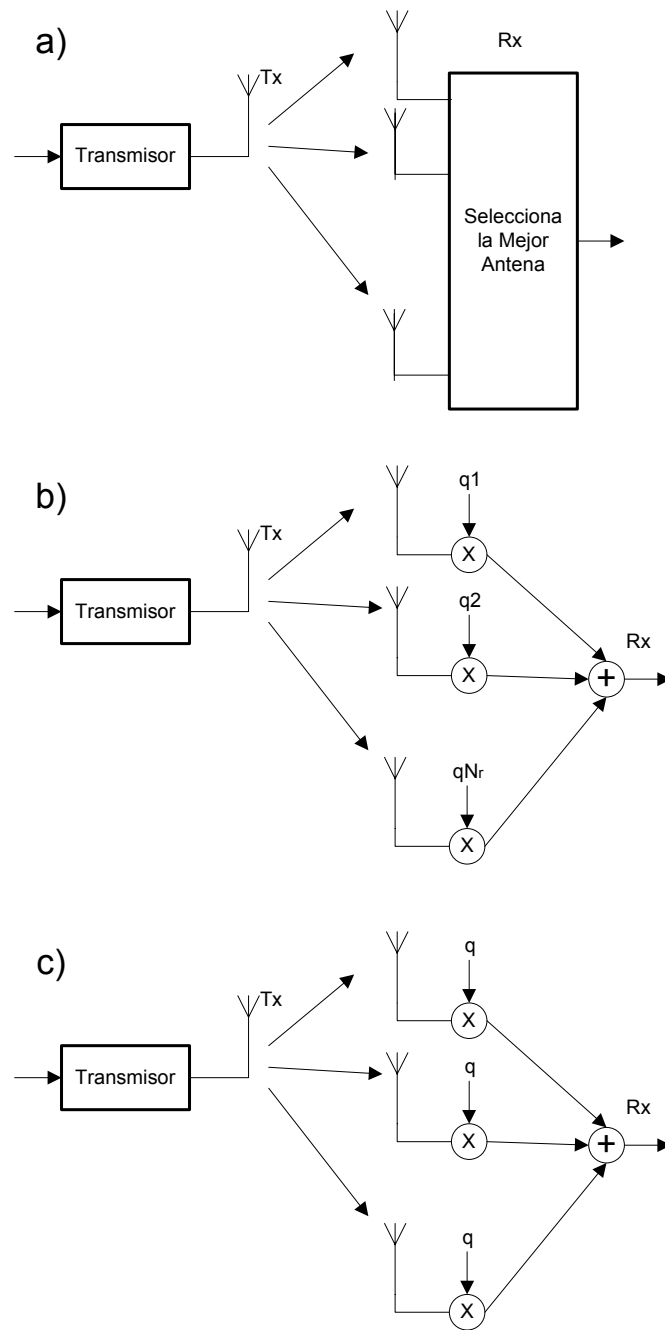 a)
Rx
Tx
Transmisor
Selecciona
la Mejor
Antena
b)
q1
Tx
X
Transmisor
q2
Rx
X
+
qNr
X
c)
q
Tx
X
Transmisor
q
Rx
X
+
q
X